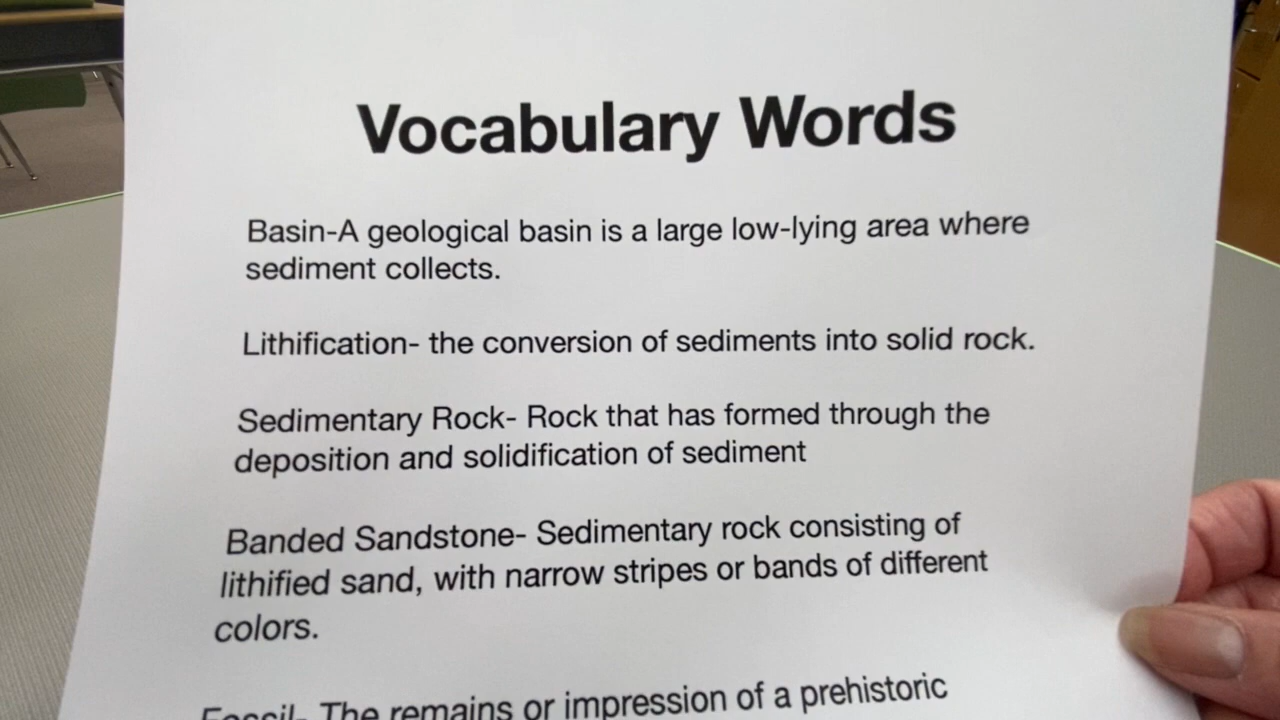 Vocabulary Words
Basin-A geological basin is a large low-lying area where
sediment collects.
Lithification- the conversion of sediments into solid rock.
Sedimentary Rock- Rock that has formed through the
deposition and solidification of sediment
Banded Sandstone- Sedimentary rock consisting of
lithified sand, with narrow stripes or bands of different
colors.
Fossil- The remains or impression of a prehistoric